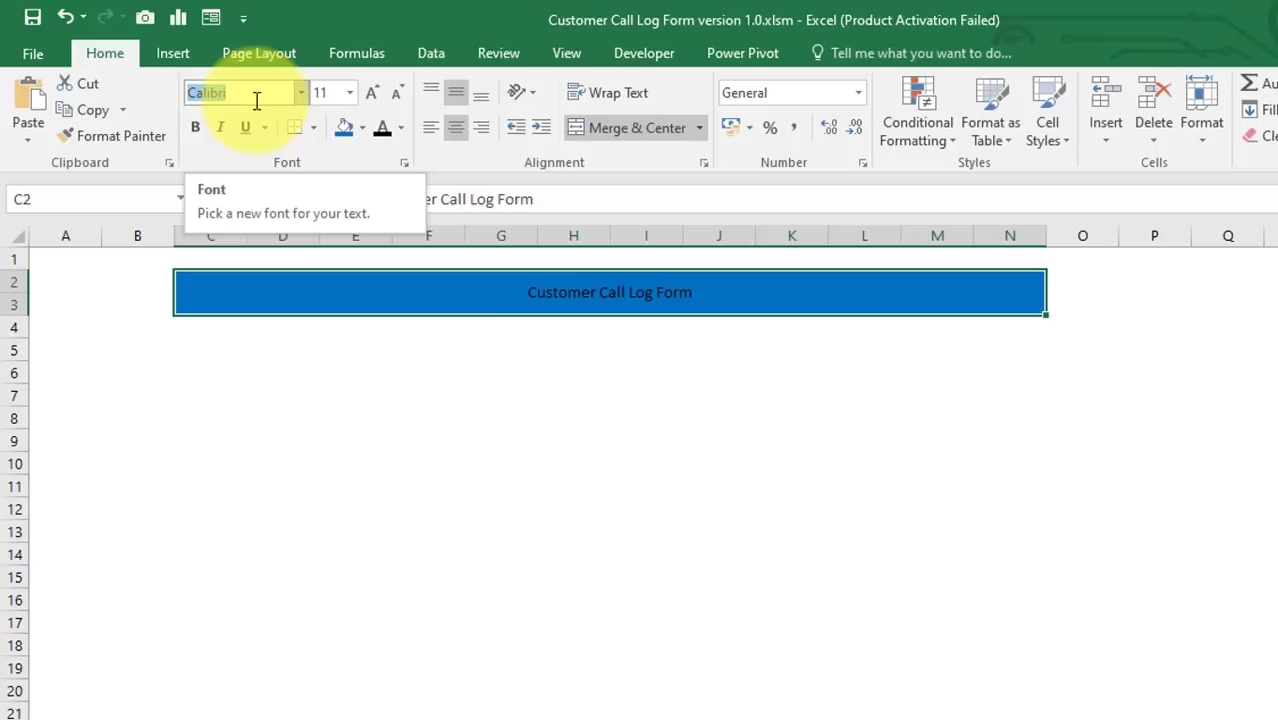 Customer Call Log Form version 1.0.xlsm - Excel (Product Activation Failed)
File Home Insert Page Layout Formulas Data Review View Developer Power Pivot Tell me what you want to do...
Paste
Cut
Copy
Format Painter
Clipboard
Calibri 11
B I U A
Font
Wrap Text
Merge & Center
Alignment
General
%
Number
Conditional Formatting
Format as Table
Cell Styles
Styles
Insert
Delete
Format
Cells
Fill
Font
Pick a new font for your text.
C2
er Call Log Form
A B C D E F G H I J K L M N O P Q
1
2
3
Customer Call Log Form
4
5
6
7
8
9
10
11
12
13
14
15
16
17
18
19
20
21